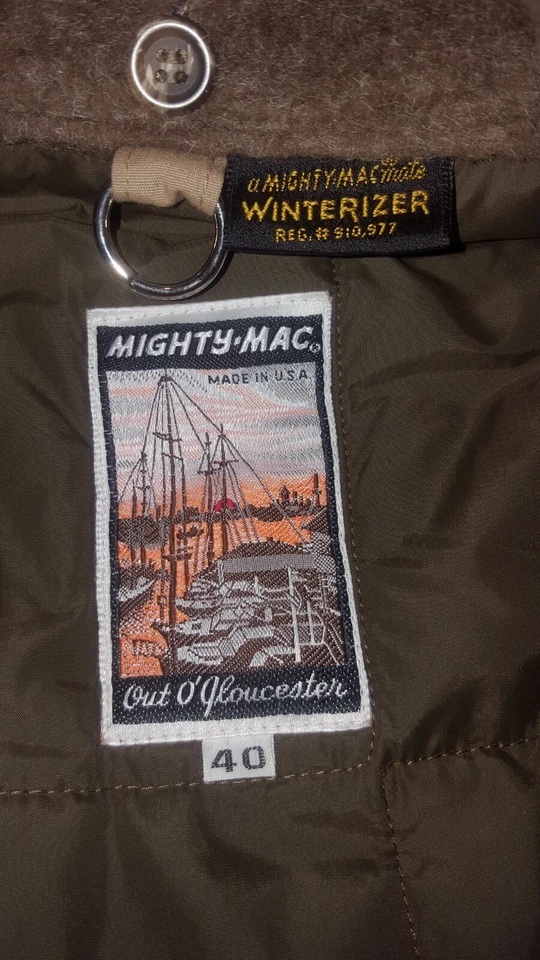 a MIGHTY-MAC mate
WINTERIZER
REG. # 910,977
MIGHTY-MAC®
MADE IN U.S.A
Out O' Gloucester
40